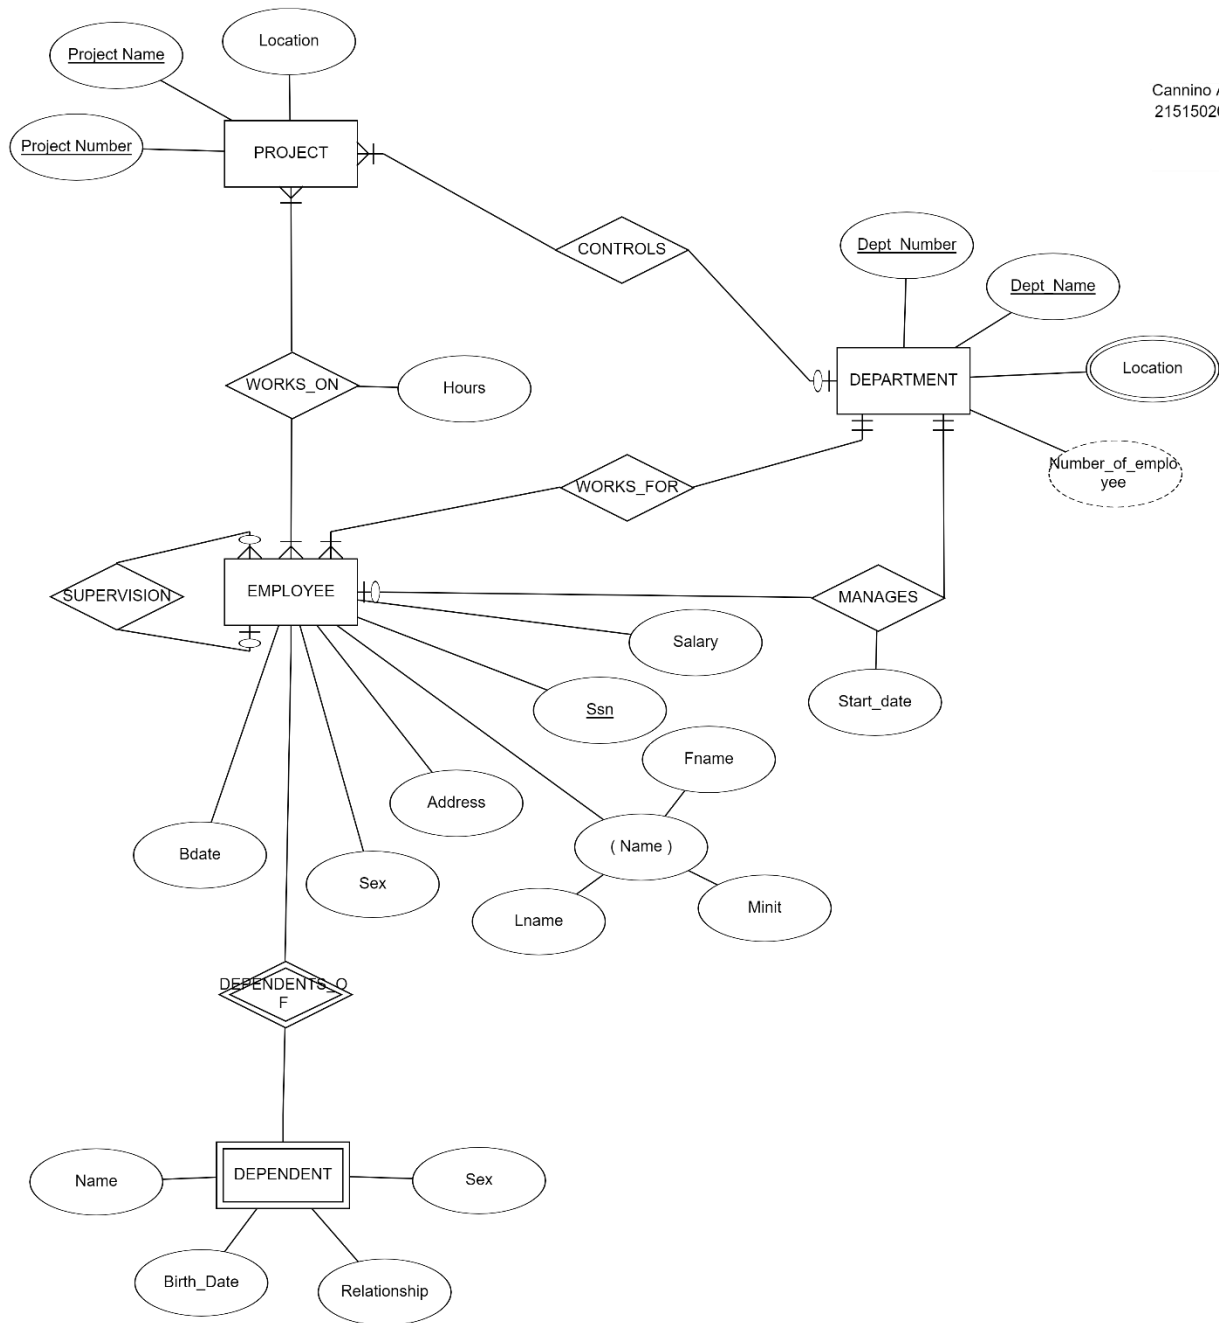 Location
Project Name
Cannino A
Project Number
PROJECT
CONTROLS
Dept_Number
Dept_Name
Location
DEPARTMENT
WORKS_ON
Hours
Number_of_emplo
yee
WORKS_FOR
SUPERVISION
EMPLOYEE
MANAGES
Salary
Ssn
Start_date
Fname
Address
( Name )
Bdate
Sex
Lname
Minit
DEPENDENTS_O
F
Name
DEPENDENT
Sex
Birth_Date
Relationship